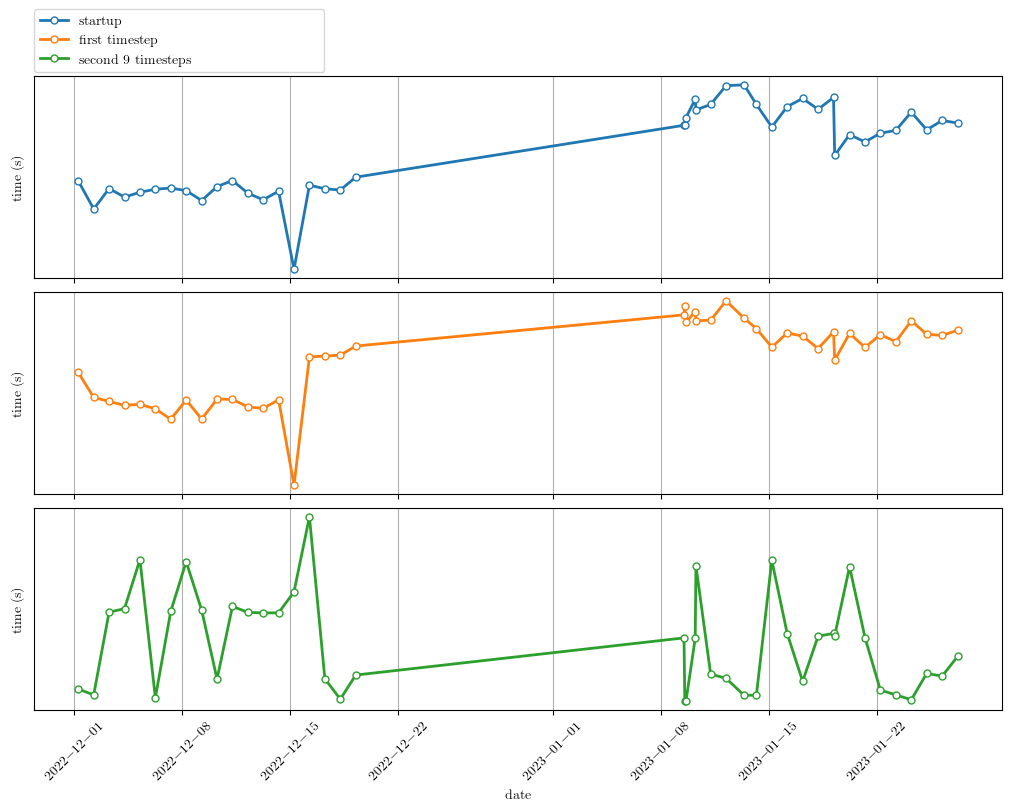 startup
first timestep
second 9 timesteps
time (s)
time (s)
time (s)
2022−12−01
2022−12−08
2022−12−15
2022−12−22
2023−01−01
2023−01−08
2023−01−15
2023−01−22
date